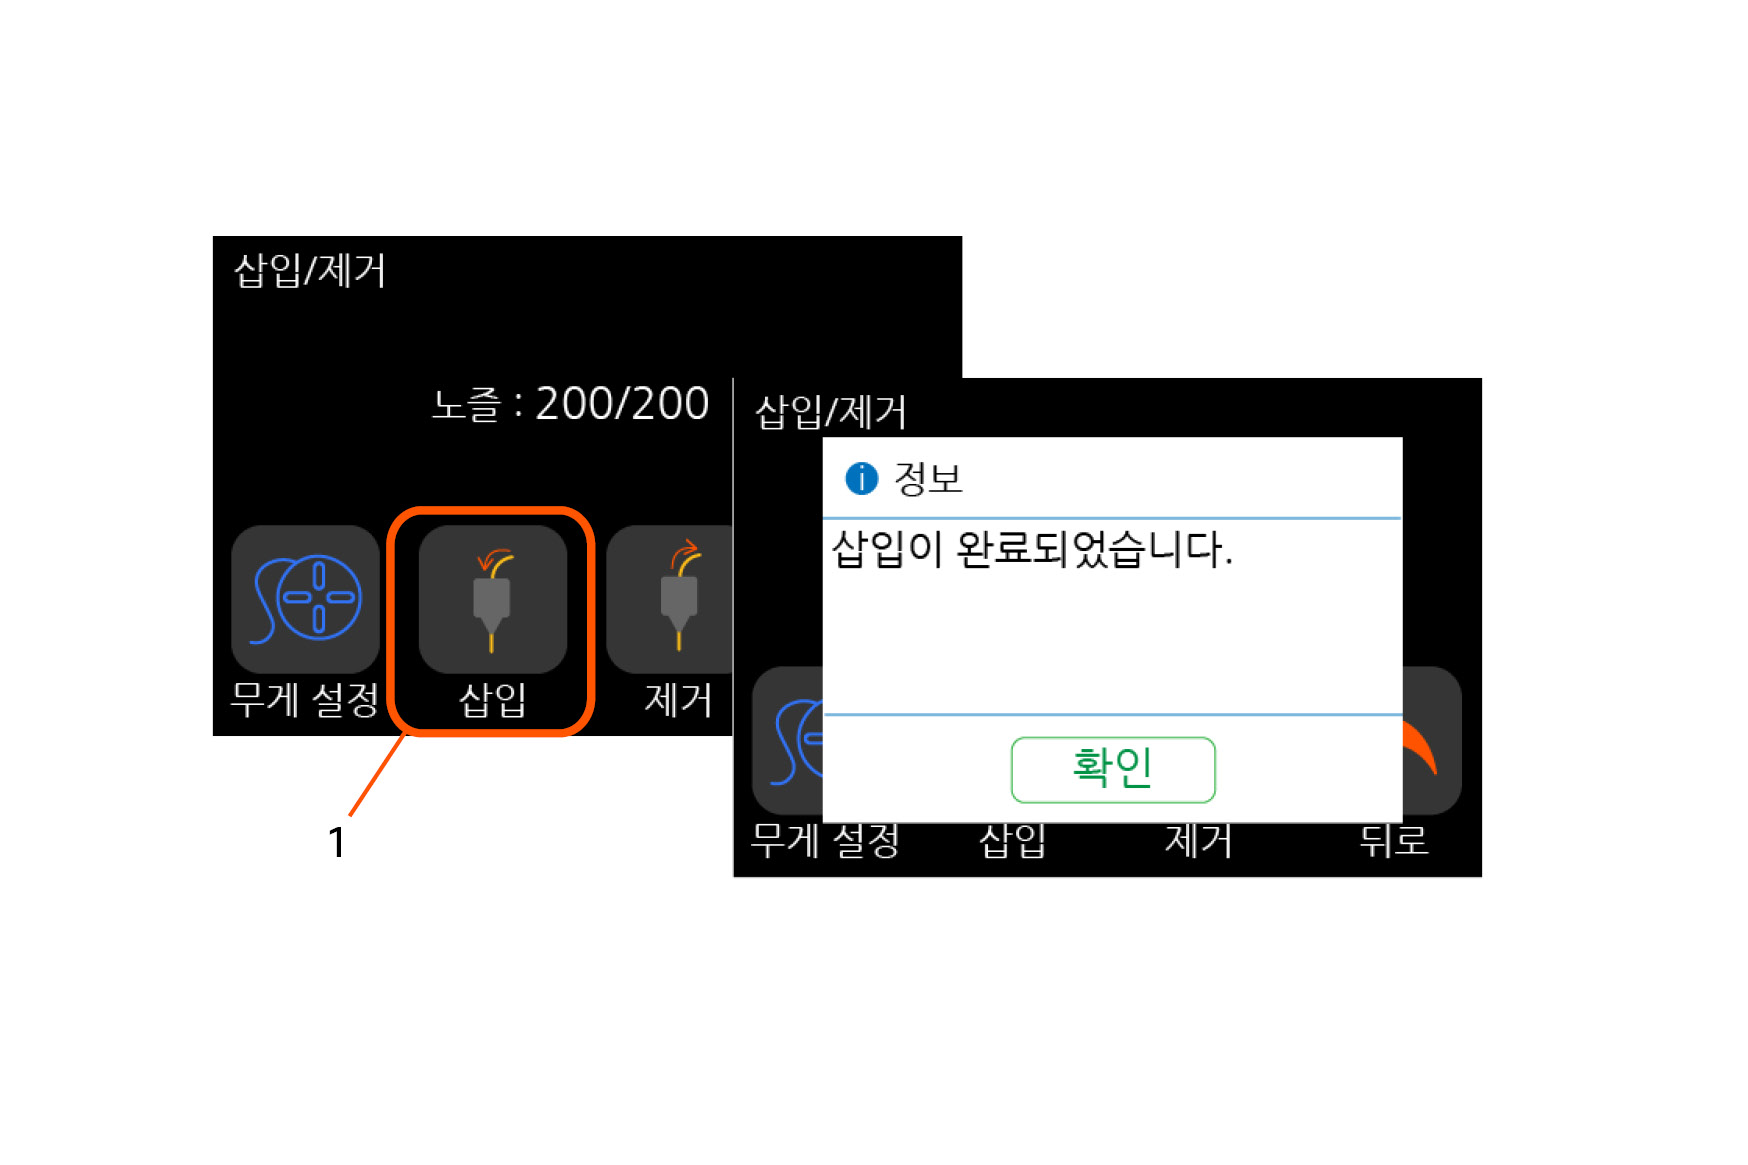 삽입/제거
노즐 : 200/200
무게 설정
삽입
제거
1
삽입/제거
i 정보
삽입이 완료되었습니다.
확인
무게 설정
삽입
제거
뒤로